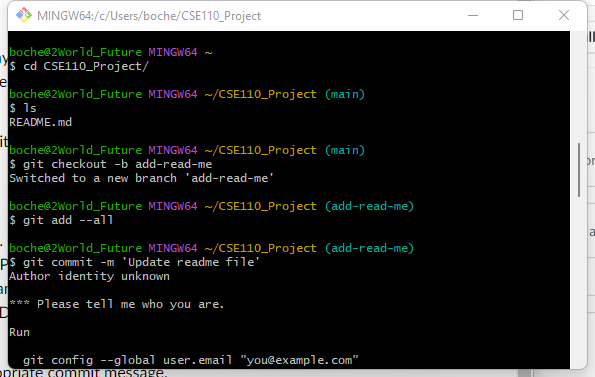 MINGW64:/c/Users/boche/CSE110_Project
boche@2World_Future MINGW64 ~
$ cd CSE110_Project/
boche@2World_Future MINGW64 ~/CSE110_Project (main)
$ ls
README.md
boche@2World_Future MINGW64 ~/CSE110_Project (main)
$ git checkout -b add-read-me
Switched to a new branch 'add-read-me'
boche@2World_Future MINGW64 ~/CSE110_Project (add-read-me)
$ git add --all
boche@2World_Future MINGW64 ~/CSE110_Project (add-read-me)
$ git commit -m 'Update readme file'
Author identity unknown
*** Please tell me who you are.
Run
git config --global user.email "you@example.com"
commit message.